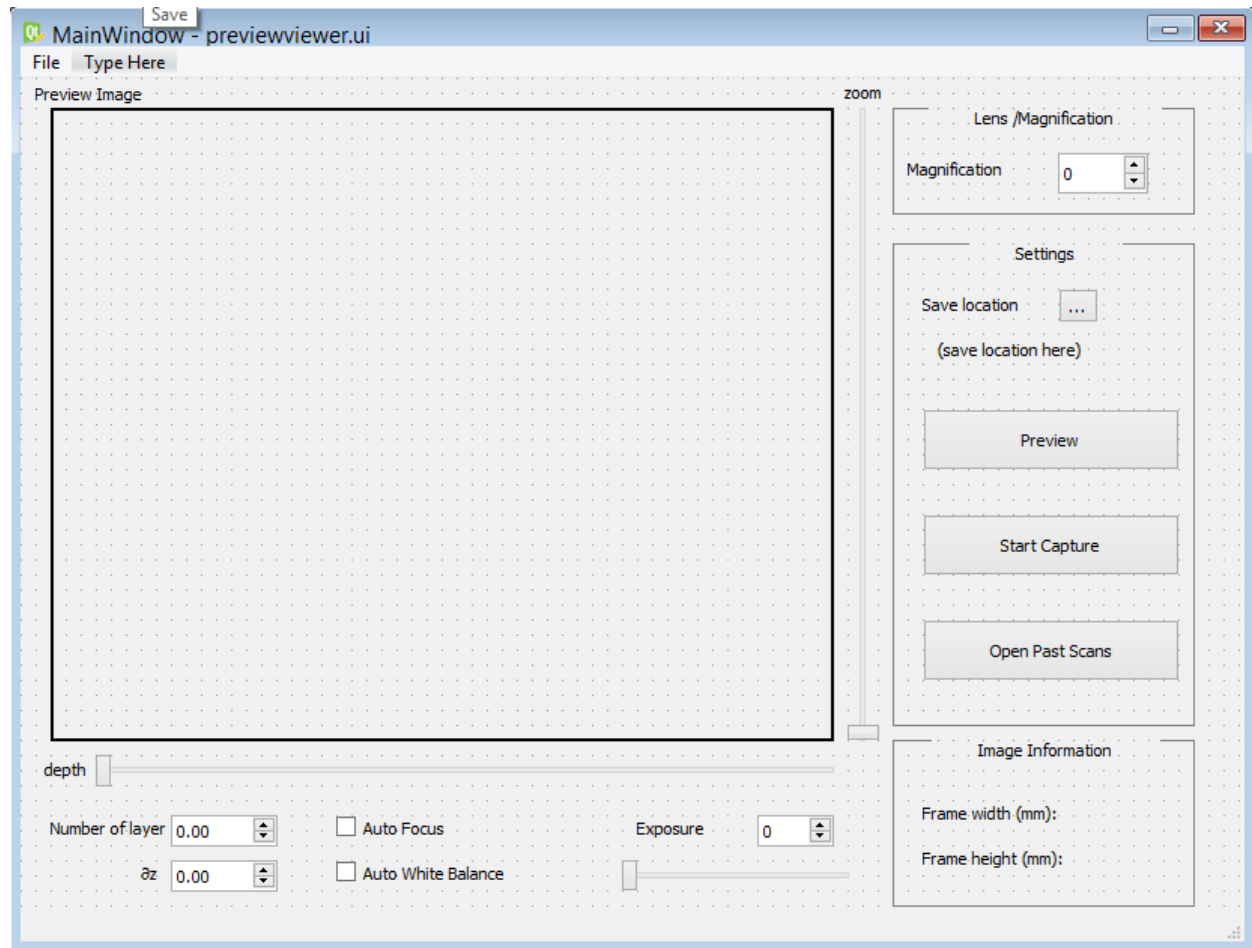 Save
MainWindow - previewviewer.ui
File Type Here
Preview Image
zoom
Lens /Magnification
Magnification 0
Settings
Save location ...
(save location here)
Preview
Start Capture
Open Past Scans
depth
Image Information
Frame width (mm):
Frame height (mm):
Number of layer 0.00
Auto Focus
Exposure 0
∂z 0.00
Auto White Balance